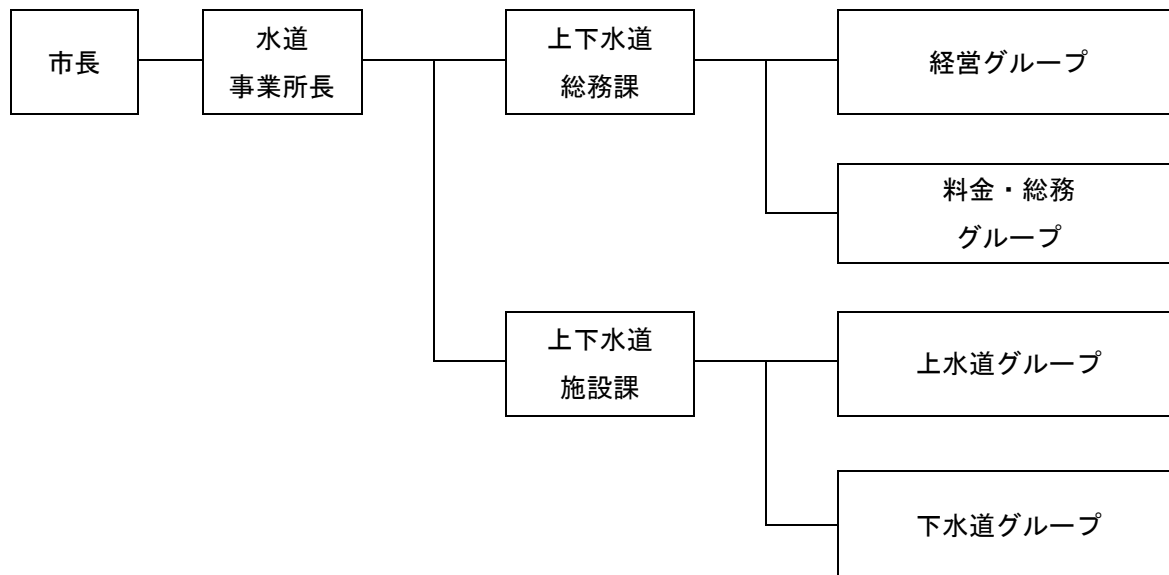 市長
水道
事業所長
上下水道
総務課
経営グループ
料金・総務
グループ
上下水道
施設課
上水道グループ
下水道グループ